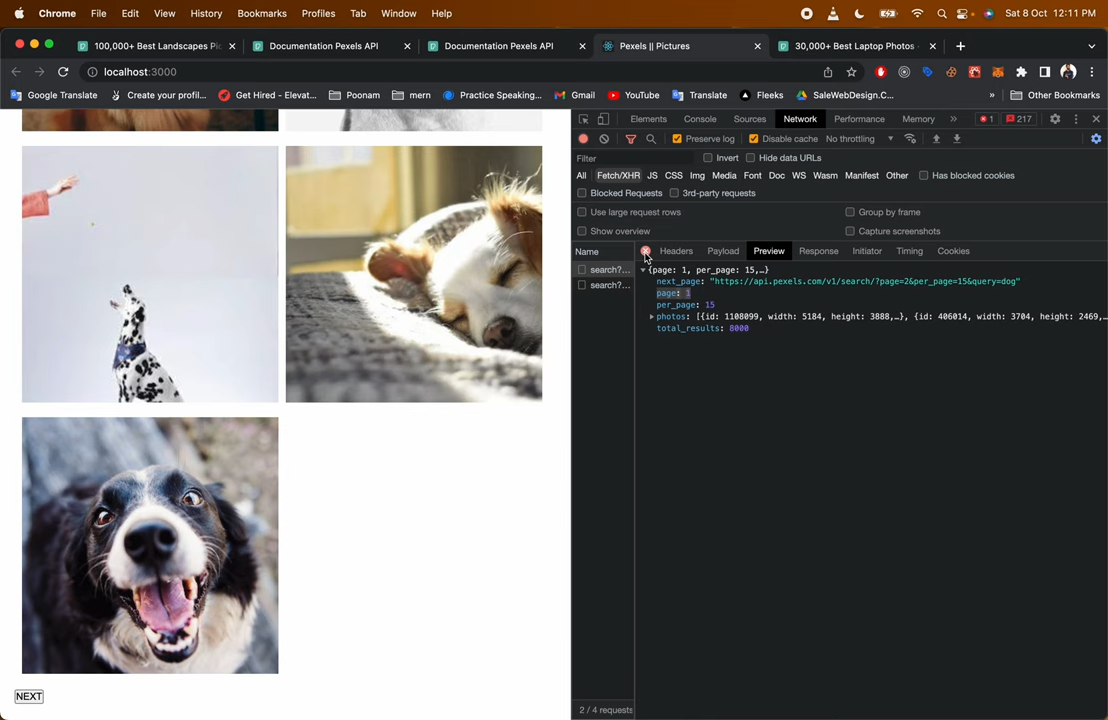 Chrome File Edit View History Bookmarks Profiles Tab Window Help Sat 8 Oct 12:11 PM
100,000+ Best Landscapes Pi Documentation Pexels API Documentation Pexels API Pexels || Pictures 30,000+ Best Laptop Photos
localhost:3000
Google Translate Create your profil... Get Hired - Elevat... Poonam mern Practice Speaking... Gmail YouTube Translate Fleeks SaleWebDesign.C... » Other Bookmarks
Elements Console Sources Network Performance Memory » 1 217
Preserve log Disable cache No throttling
Filter Invert Hide data URLs
All Fetch/XHR JS CSS Img Media Font Doc WS Wasm Manifest Other Has blocked cookies
Blocked Requests 3rd-party requests
Use large request rows Group by frame
Show overview Capture screenshots
Name Headers Payload Preview Response Initiator Timing Cookies
search?...
search?...
{page: 1, per_page: 15,…}
next_page: "https://api.pexels.com/v1/search/?page=2&per_page=15&query=dog"
page: 1
per_page: 15
photos: [{id: 1108099, width: 5184, height: 3888,…}, {id: 406014, width: 3704, height: 2469,…
total_results: 8000
NEXT
2 / 4 requests